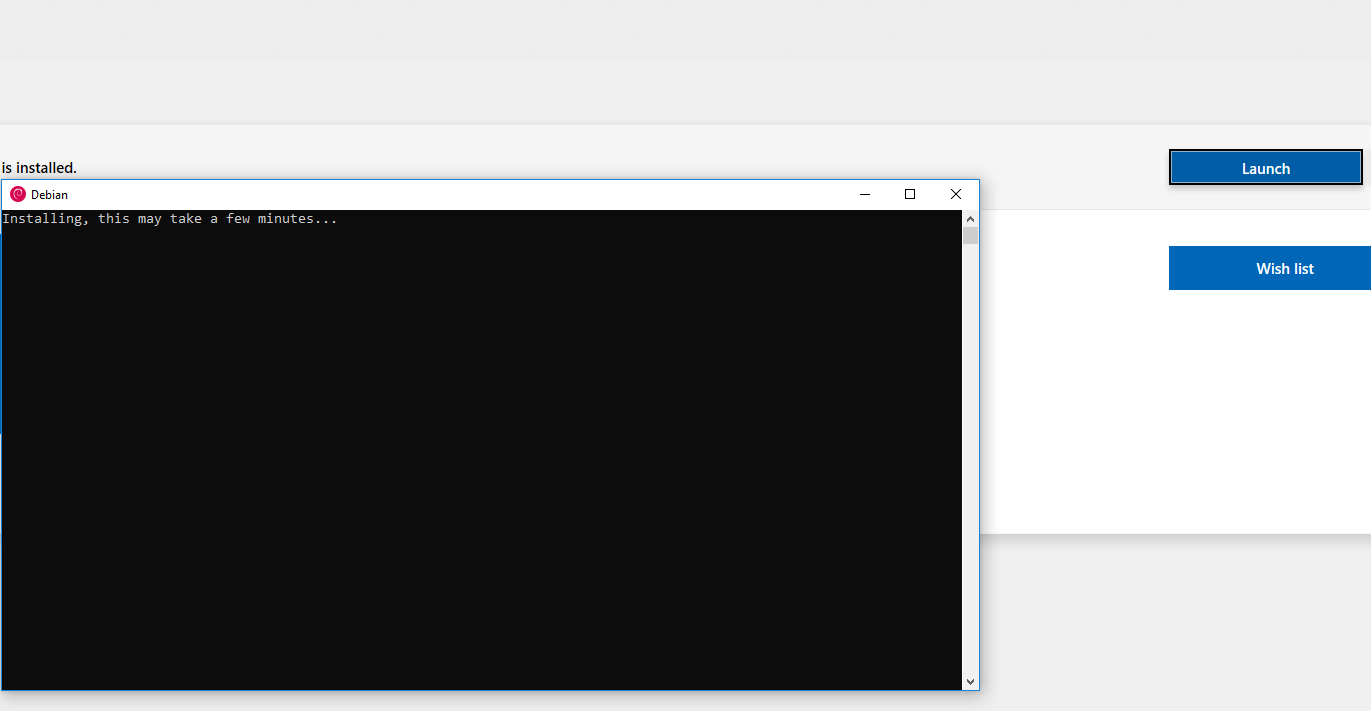 is installed.
Launch
Debian
Installing, this may take a few minutes...
Wish list